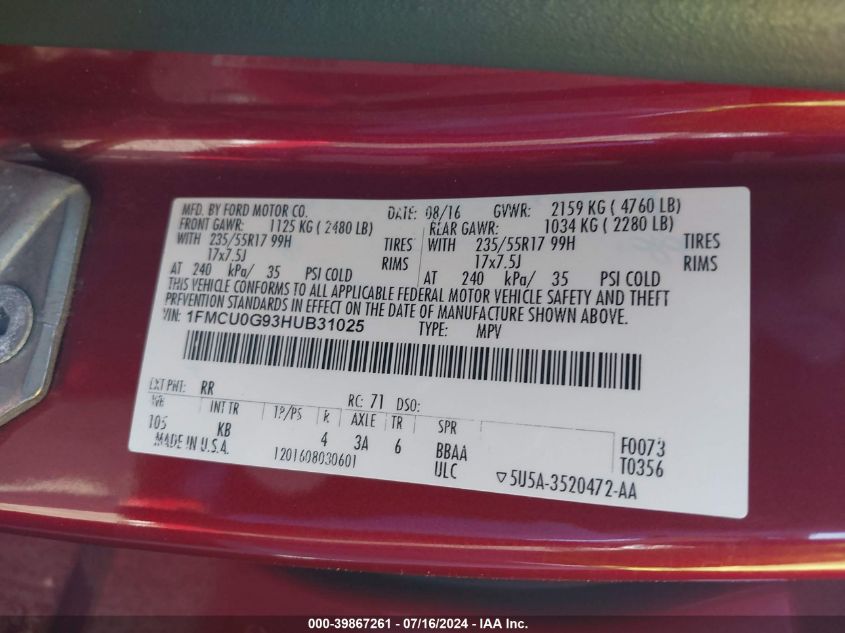 MFD. BY FORD MOTOR CO. DATE: 08/16 GVWR: 2159 KG ( 4760 LB)
FRONT GAWR: 1125 KG ( 2480 LB) REAR GAWR: 1034 KG ( 2280 LB)
WITH 235/55R17 99H TIRES WITH 235/55R17 99H TIRES
17x7.5J RIMS 17x7.5J RIMS
AT 240 kPa/ 35 PSI COLD AT 240 kPa/ 35 PSI COLD
THIS VEHICLE CONFORMS TO ALL APPLICABLE FEDERAL MOTOR VEHICLE SAFETY AND THEFT
PREVENTION STANDARDS IN EFFECT ON THE DATE OF MANUFACTURE SHOWN ABOVE.
VIN: 1FMCU0G93HUB31025 TYPE: MPV
EXT PNT: RR RC: 71 DSO:
WB INT TR TP/PS R AXLE TR SPR
105 KB 4 3A 6 BBAA F0073
MADE IN U.S.A. 1201608030601 ULC T0356
5U5A-3520472-AA
000-39867261 - 07/16/2024 - IAAI.com